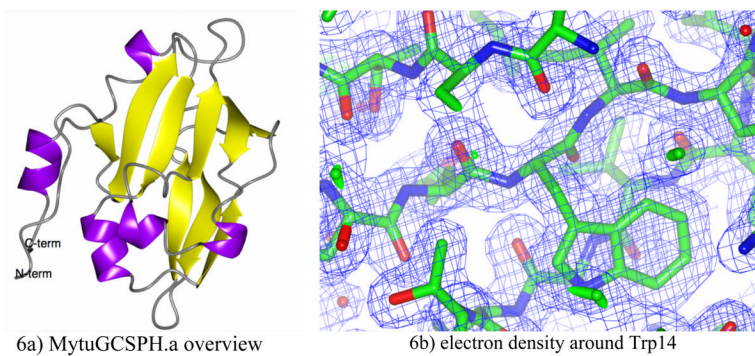 C-term
N-term
6a) MytuGCSPH.a overview
6b) electron density around Trp14